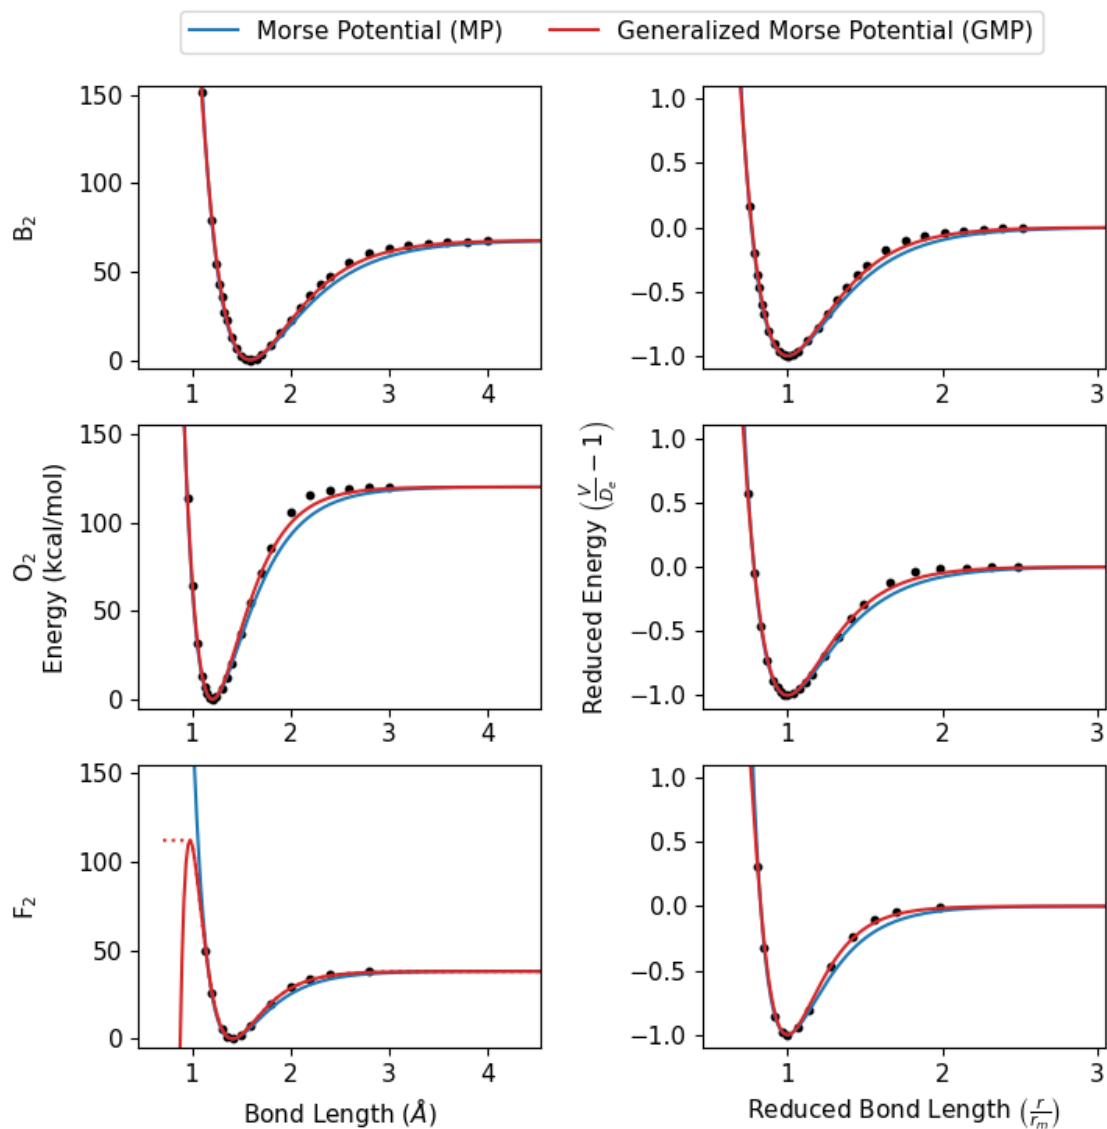 Morse Potential (MP) Generalized Morse Potential (GMP)
B₂
150
100
50
0
1 2 3 4
1.0
0.5
0.0
−0.5
−1.0
1 2 3
O₂
Energy (kcal/mol)
150
100
50
0
1 2 3 4
Reduced Energy (V/Dₑ − 1)
1.0
0.5
0.0
−0.5
−1.0
1 2 3
F₂
150
100
50
0
1 2 3 4
Bond Length (Å)
1.0
0.5
0.0
−0.5
−1.0
1 2 3
Reduced Bond Length (r/rₘ)